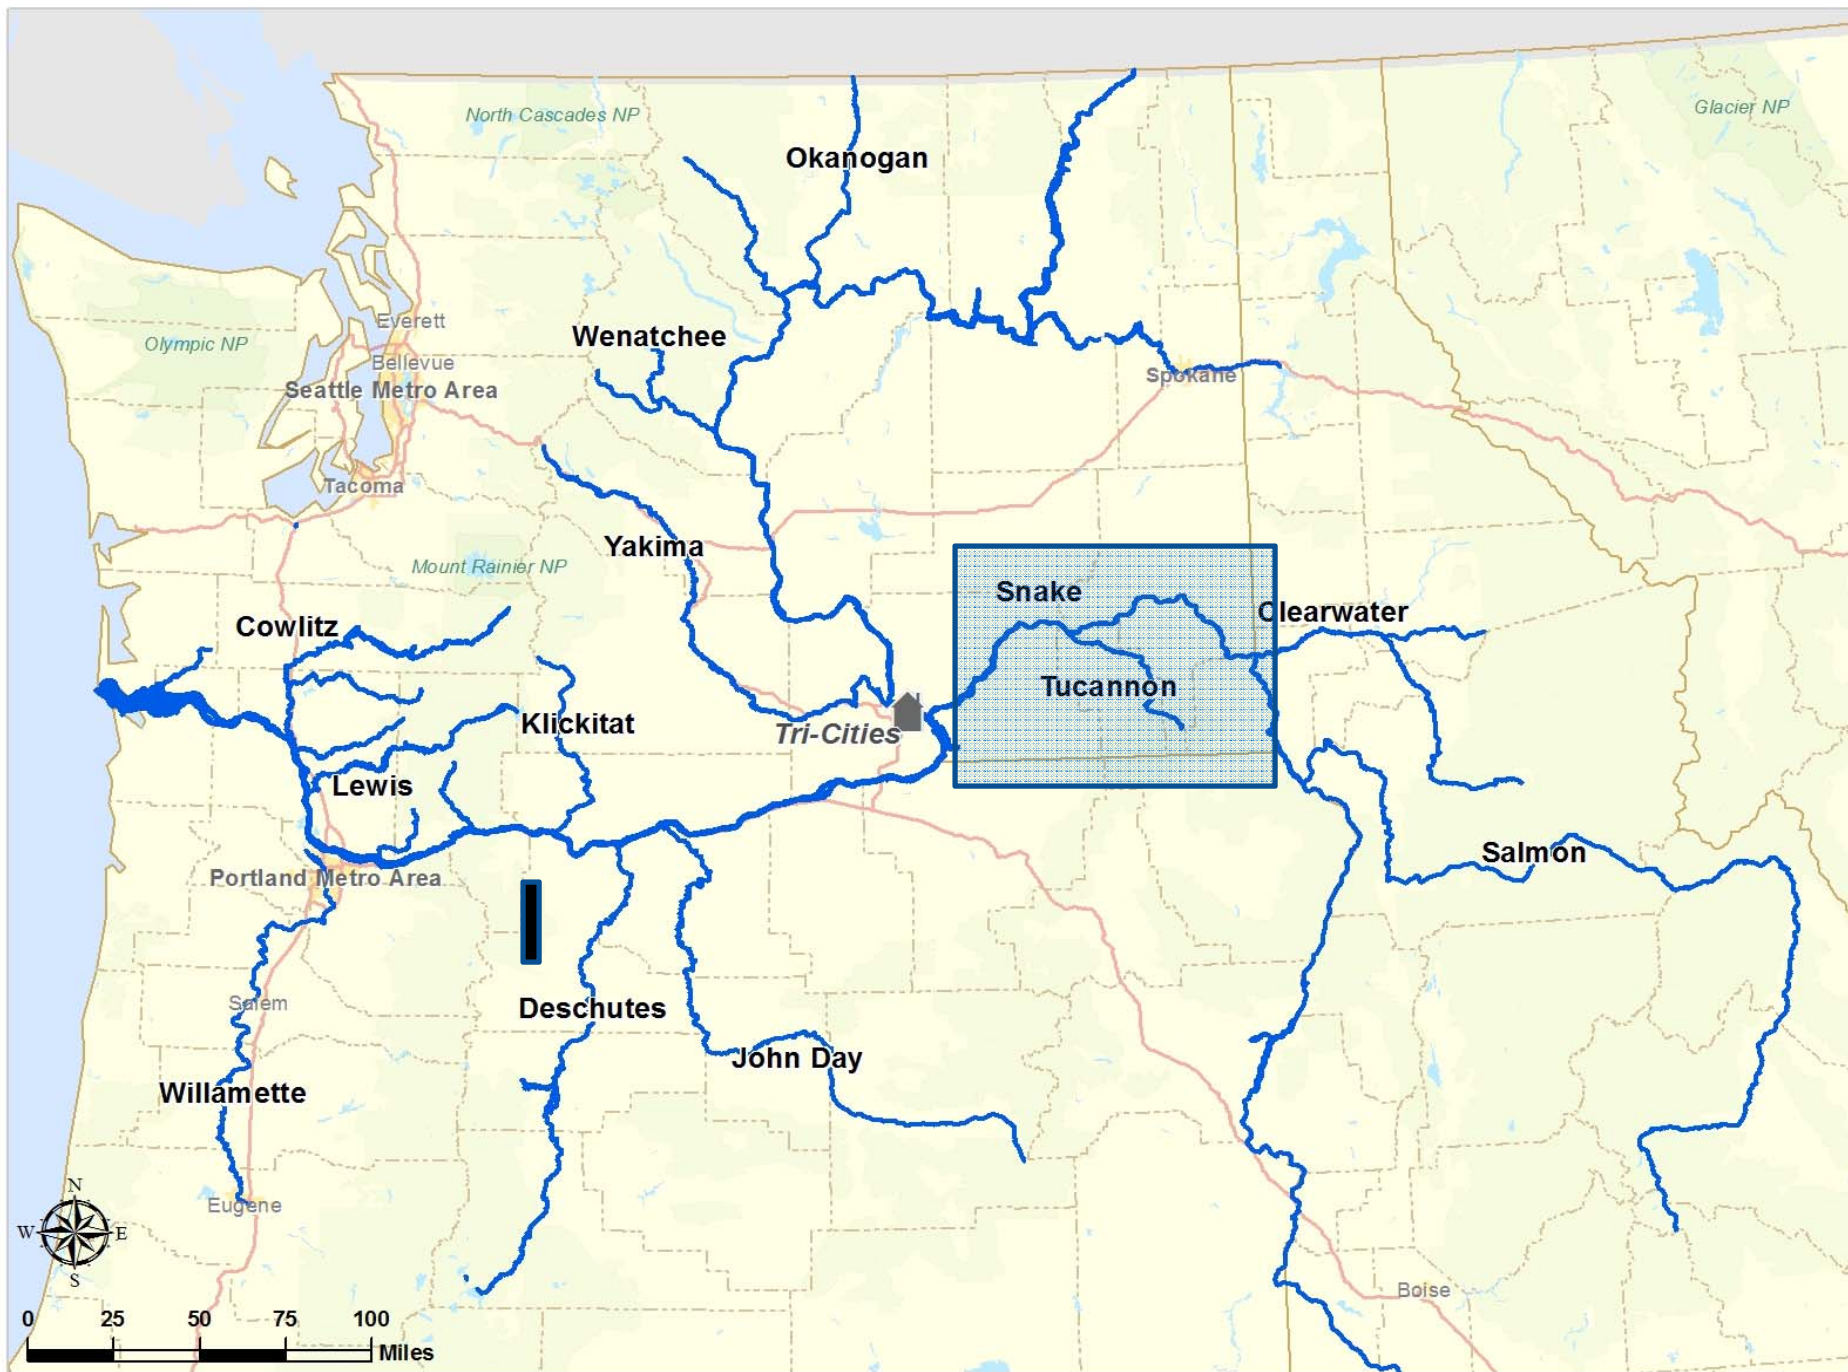 North Cascades NP
Glacier NP
Okanogan
Everett
Olympic NP
Wenatchee
Bellevue
Seattle Metro Area
Spokane
Tacoma
Yakima
Mount Rainier NP
Snake
Clearwater
Cowlitz
Tucannon
Klickitat
Tri-Cities
Lewis
Salmon
Portland Metro Area
Salem
Deschutes
John Day
Willamette
N
Eugene
W E
S
Boise
0 25 50 75 100
Miles